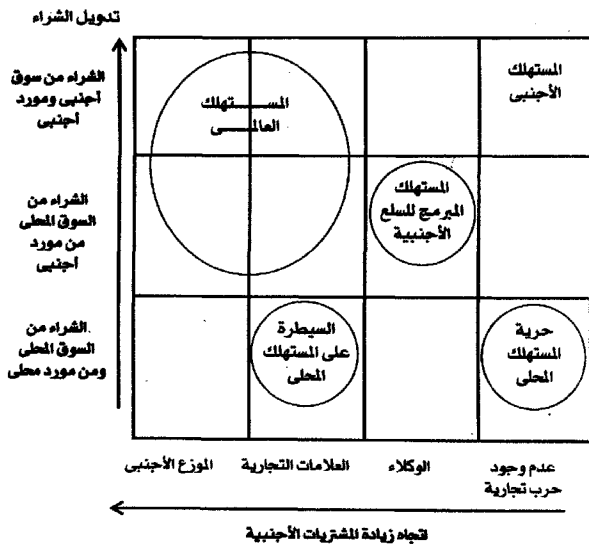 تدويل الشراء
الشراء من سوق
أجنبى ومورد
أجنبى
المستهلك
العالمى
المستهلك
الأجنبى
الشراء من
السوق المحلى
من مورد
أجنبى
المستهلك
المبرمج للسلع
الأجنبية
الشراء من
السوق المحلى
ومن مورد محلى
السيطرة
على المستهلك
المحلى
حرية
المستهلك
المحلى
الموزع الأجنبى
العلامات التجارية
الوكلاء
عدم وجود
حرب تجارية
اتجاه زيادة المشتريات الأجنبية